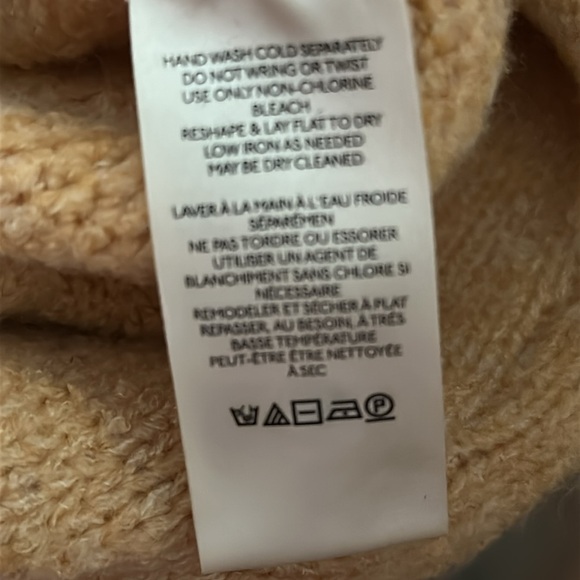 HAND WASH COLD SEPARATELY
DO NOT WRING OR TWIST
USE ONLY NON-CHLORINE
BLEACH
RESHAPE & LAY FLAT TO DRY
LOW IRON AS NEEDED
MAY BE DRY CLEANED
LAVER À LA MAIN À L'EAU FROIDE
SÉPARÉMEN
NE PAS TORDRE OU ESSORER
UTILISER UN AGENT DE
BLANCHIMENT SANS CHLORE SI
NÉCESSAIRE
REMODELER ET SÉCHER À PLAT
REPASSER, AU BESOIN, À TRÈS
BASSE TEMPÉRATURE
PEUT-ÊTRE ÊTRE NETTOYÉE
À SEC
P